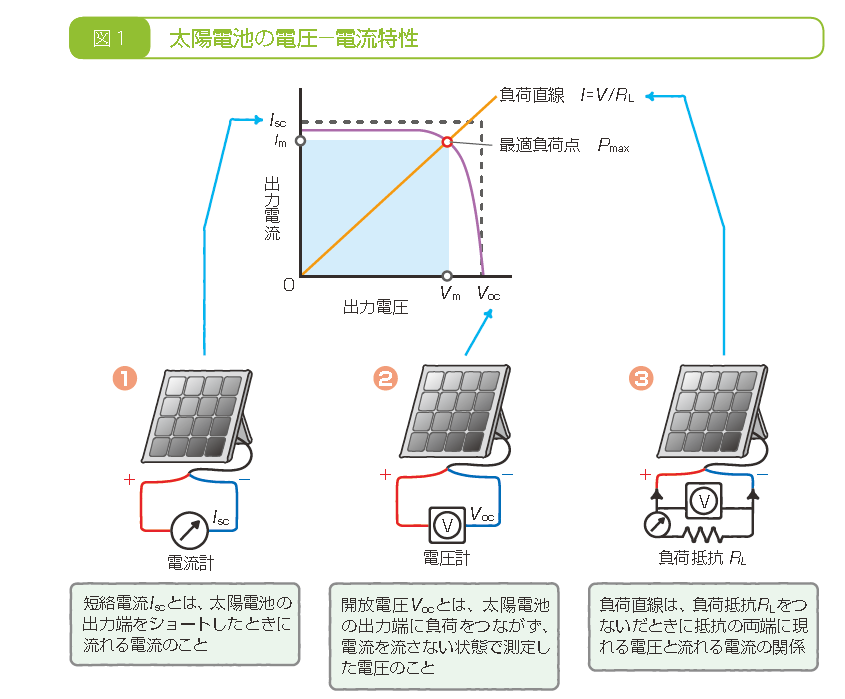 図1 太陽電池の電圧－電流特性
負荷直線 I=V/RL
Isc
Im
最適負荷点 Pmax
出力電流
O
Vm Voc
出力電圧
1
2
3
+ −
+ −
+ −
Isc
V Voc
V
電流計
電圧計
負荷抵抗 RL
短絡電流Iscとは、太陽電池の
出力端をショートしたときに
流れる電流のこと
開放電圧Vocとは、太陽電池
の出力端に負荷をつながず、
電流を流さない状態で測定し
た電圧のこと
負荷直線は、負荷抵抗RLをつ
ないだときに抵抗の両端に現
れる電圧と流れる電流の関係